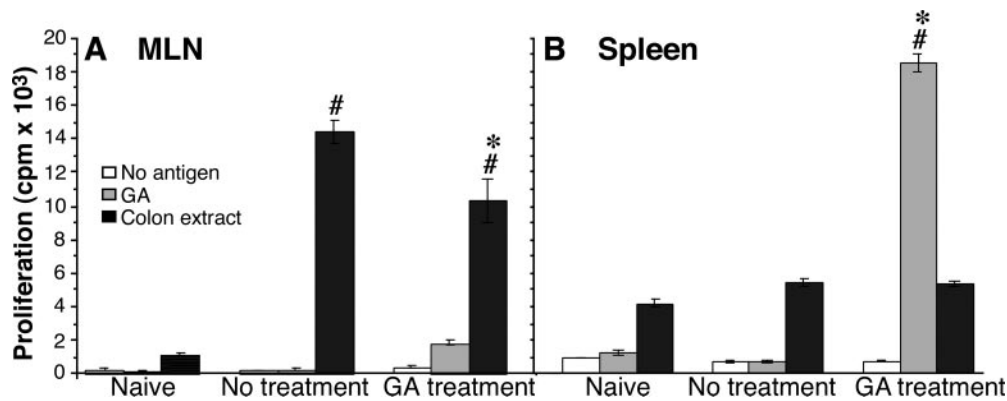 A MLN
B Spleen
Proliferation (cpm x 10³)
20
18
16
14
12
10
8
6
4
2
0
No antigen
GA
Colon extract
#
*
#
*
#
Naive No treatment GA treatment
Naive No treatment GA treatment